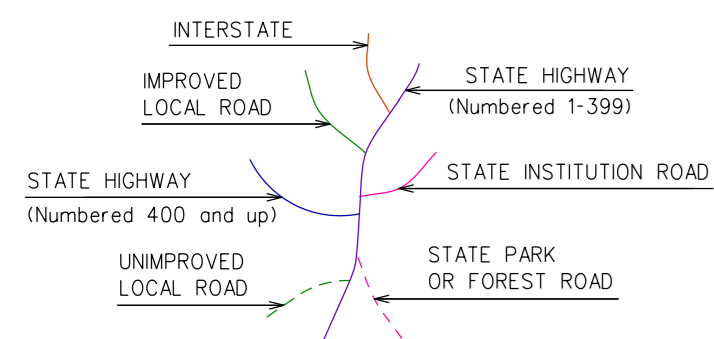 INTERSTATE
IMPROVED
LOCAL ROAD
STATE HIGHWAY
(Numbered 1-399)
STATE HIGHWAY
(Numbered 400 and up)
STATE INSTITUTION ROAD
UNIMPROVED
LOCAL ROAD
STATE PARK
OR FOREST ROAD